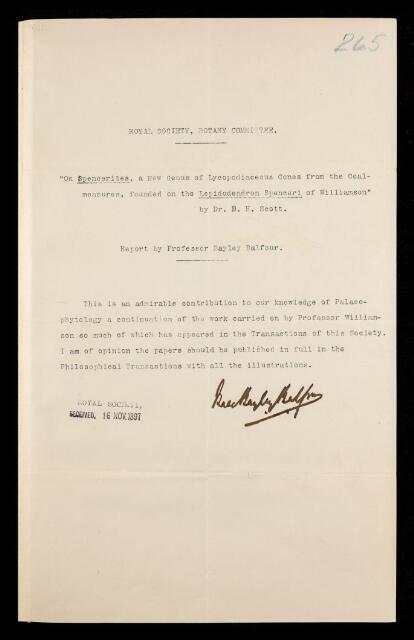 265
ROYAL SOCIETY, BOTANY COMMITTEE.
"On Spencerites, a New Genus of Lycopodiaceous Cones from the Coal-
measures, founded on the Lepidodendron Spenceri of Williamson"
by Dr. D. H. Scott.
Report by Professor Bayley Balfour.
This is an admirable contribution to our knowledge of Palaeo-
phytology a continuation of the work carried on by Professor William-
son so much of which has appeared in the Transactions of this Society.
I am of opinion the papers should be published in full in the
Philosophical Transactions with all the illustrations.
ROYAL SOCIETY,
RECEIVED, 16 NOV. 1897
Isaac Bayley Balfour